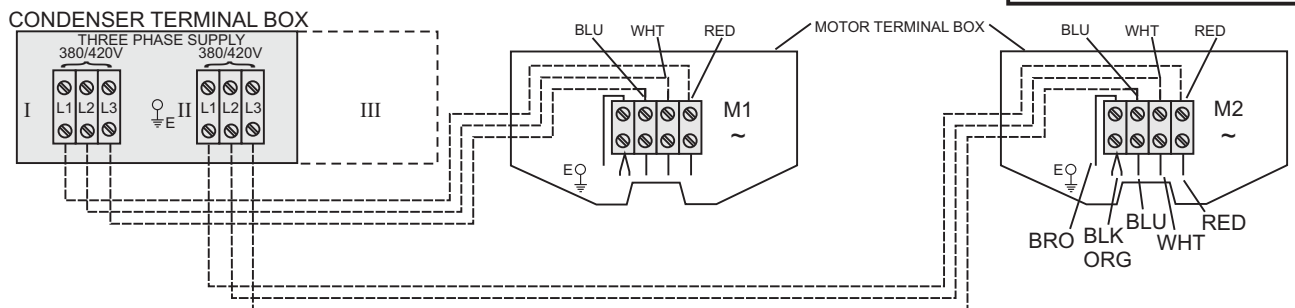 CONDENSER TERMINAL BOX
THREE PHASE SUPPLY
380/420V 380/420V
I L1 L2 L3 E II L1 L2 L3 III
BLU WHT RED
MOTOR TERMINAL BOX
BLU WHT RED
M1
~
E
M2
~
E
BRO BLK BLU WHT RED
ORG